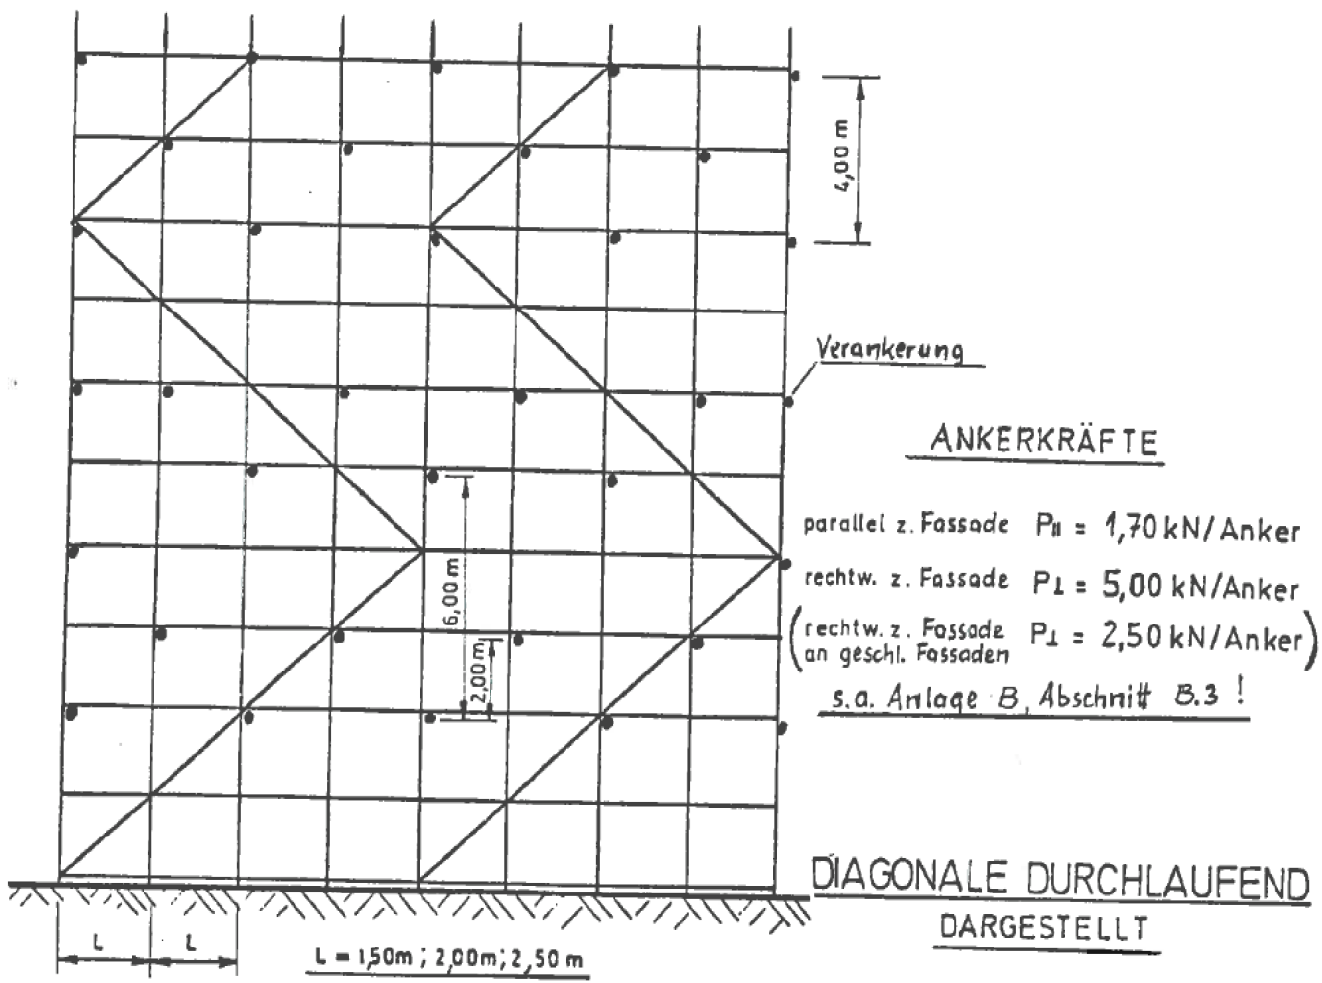 4,00 m
Verankerung
ANKERKRÄFTE
parallel z. Fassade P∥ = 1,70 kN/Anker
rechtw. z. Fassade P⊥ = 5,00 kN/Anker
(rechtw. z. Fassade P⊥ = 2,50 kN/Anker)
an geschl. Fassaden
s.a. Anlage B, Abschnitt B.3 !
6,00 m
2,00 m
DIAGONALE DURCHLAUFEND
DARGESTELLT
L L
L = 1,50m ; 2,00m ; 2,50 m